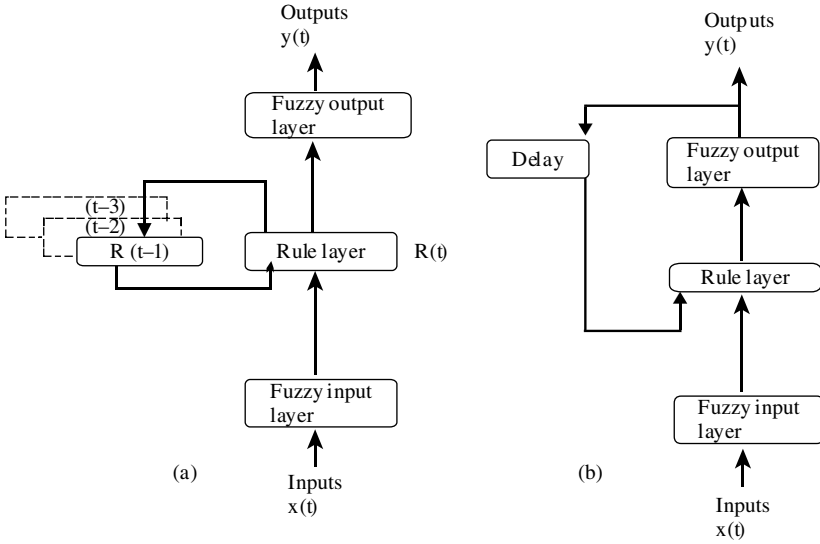 Outputs
y(t)
Fuzzy output
layer
(t–3)
(t–2)
R (t–1)
Rule layer
R(t)
Fuzzy input
layer
(a)
Inputs
x(t)
Outputs
y(t)
Delay
Fuzzy output
layer
Rule layer
Fuzzy input
layer
(b)
Inputs
x(t)